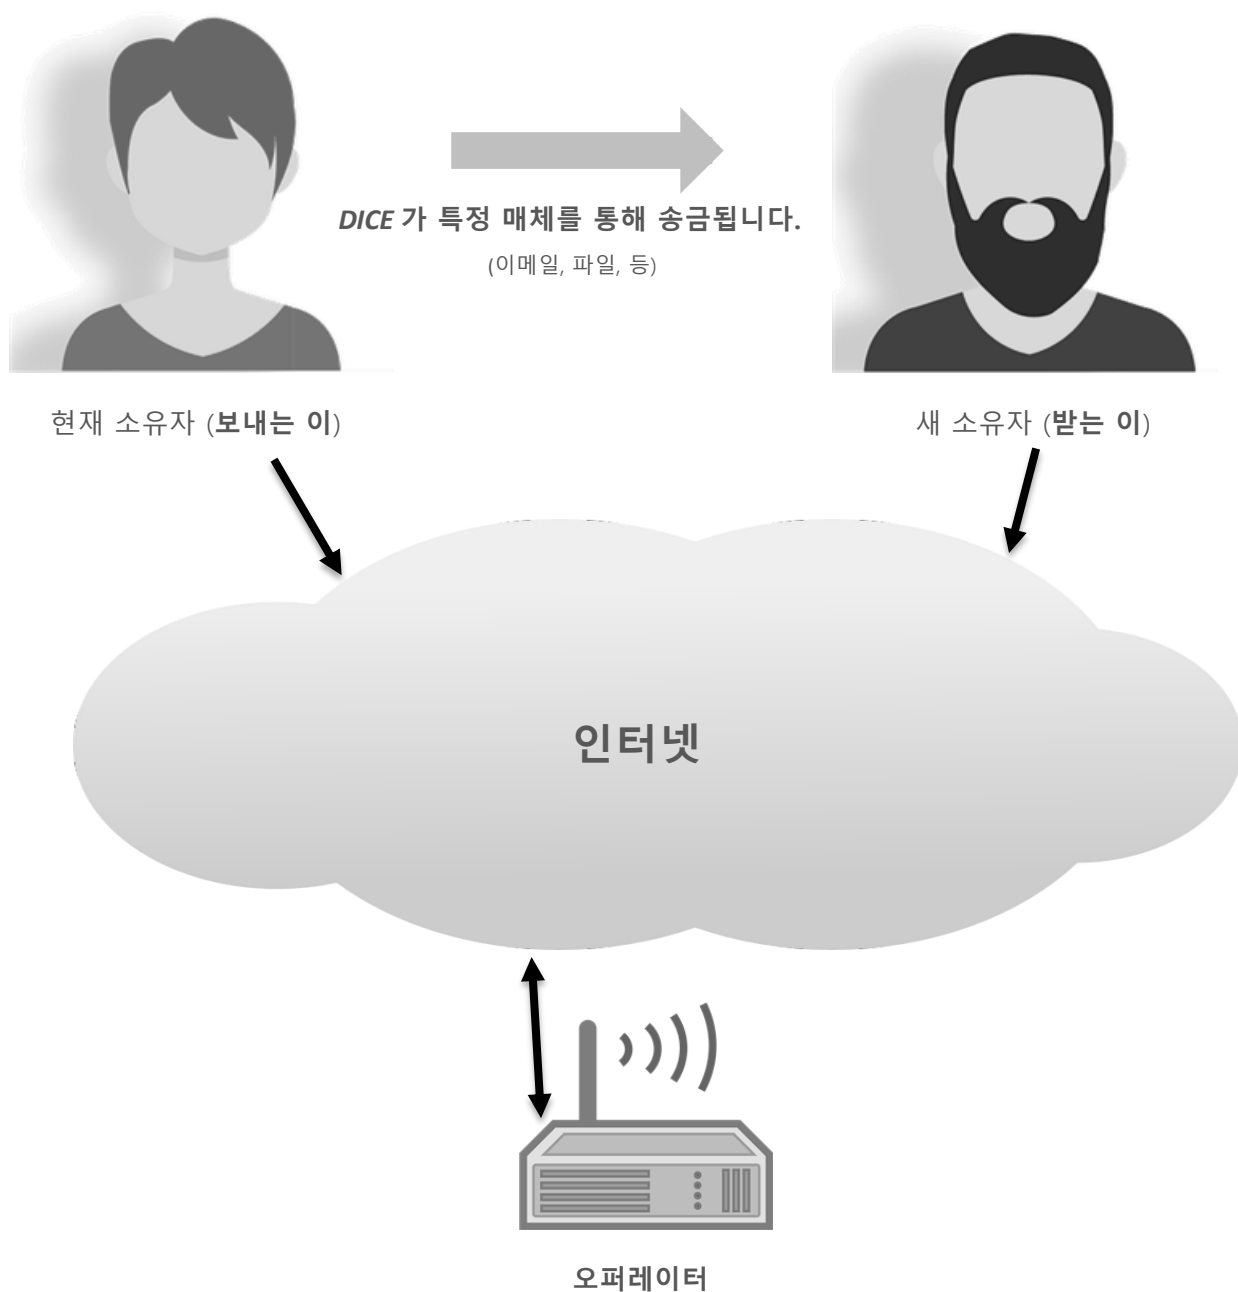 DICE 가 특정 매체를 통해 송금됩니다.
(이메일, 파일, 등)
현재 소유자 (보내는 이)
새 소유자 (받는 이)
인터넷
오퍼레이터